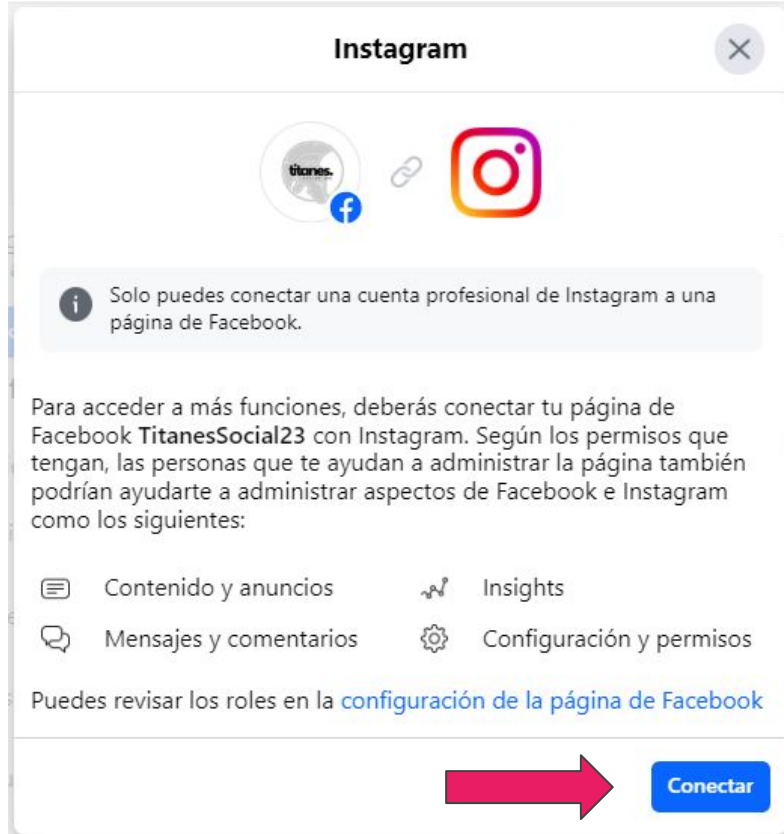 Instagram
titanes.
Solo puedes conectar una cuenta profesional de Instagram a una
página de Facebook.
Para acceder a más funciones, deberás conectar tu página de
Facebook TitanesSocial23 con Instagram. Según los permisos que
tengan, las personas que te ayudan a administrar la página también
podrían ayudarte a administrar aspectos de Facebook e Instagram
como los siguientes:
Contenido y anuncios
Insights
Mensajes y comentarios
Configuración y permisos
Puedes revisar los roles en la configuración de la página de Facebook
Conectar